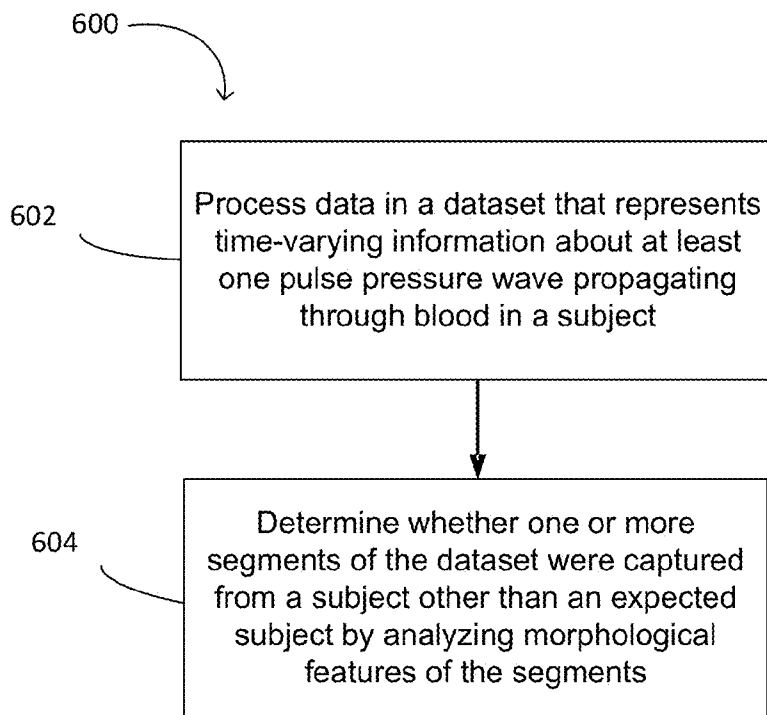 600
602
Process data in a dataset that represents
time-varying information about at least
one pulse pressure wave propagating
through blood in a subject
604
Determine whether one or more
segments of the dataset were captured
from a subject other than an expected
subject by analyzing morphological
features of the segments